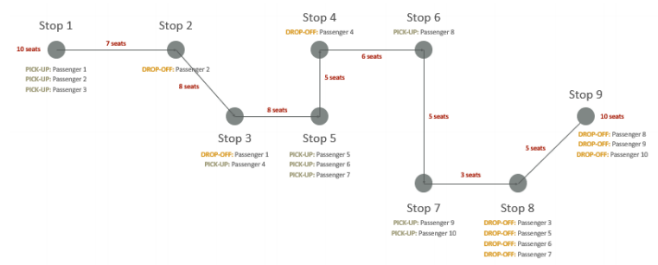 Stop 1
10 seats
PICK-UP: Passenger 1
PICK-UP: Passenger 2
PICK-UP: Passenger 3
7 seats
Stop 2
DROP-OFF: Passenger 2
8 seats
Stop 3
DROP-OFF: Passenger 1
PICK-UP: Passenger 4
8 seats
Stop 5
PICK-UP: Passenger 5
PICK-UP: Passenger 6
PICK-UP: Passenger 7
5 seats
Stop 4
DROP-OFF: Passenger 4
6 seats
Stop 6
PICK-UP: Passenger 8
5 seats
Stop 7
PICK-UP: Passenger 9
PICK-UP: Passenger 10
3 seats
Stop 8
DROP-OFF: Passenger 3
DROP-OFF: Passenger 5
DROP-OFF: Passenger 6
DROP-OFF: Passenger 7
5 seats
Stop 9
10 seats
DROP-OFF: Passenger 8
DROP-OFF: Passenger 9
DROP-OFF: Passenger 10